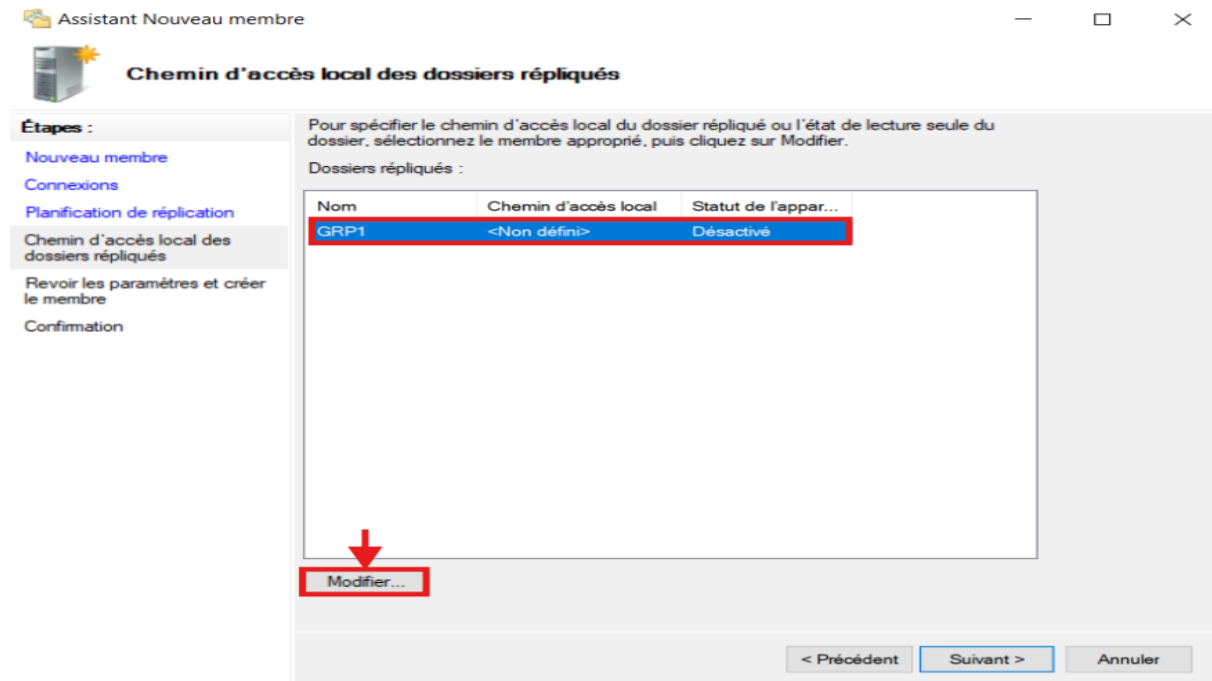 Assistant Nouveau membre
Chemin d'accès local des dossiers répliqués
Étapes :
Nouveau membre
Connexions
Planification de réplication
Chemin d'accès local des
dossiers répliqués
Revoir les paramètres et créer
le membre
Confirmation
Pour spécifier le chemin d'accès local du dossier répliqué ou l'état de lecture seule du
dossier, sélectionnez le membre approprié, puis cliquez sur Modifier.
Dossiers répliqués :
Nom Chemin d'accès local Statut de l'appar...
GRP1 <Non défini> Désactivé
Modifier...
< Précédent Suivant > Annuler